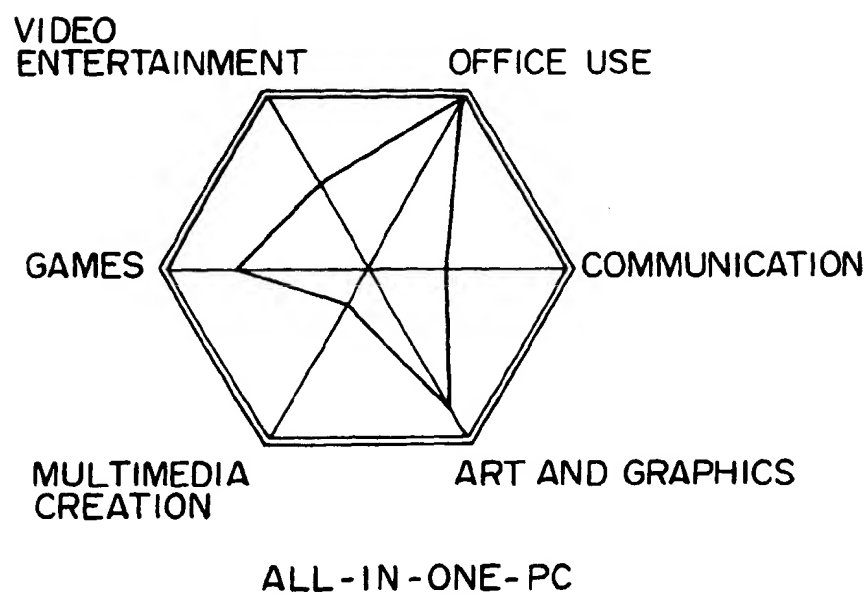 VIDEO
ENTERTAINMENT
OFFICE USE
GAMES
COMMUNICATION
MULTIMEDIA
CREATION
ART AND GRAPHICS
ALL-IN-ONE-PC